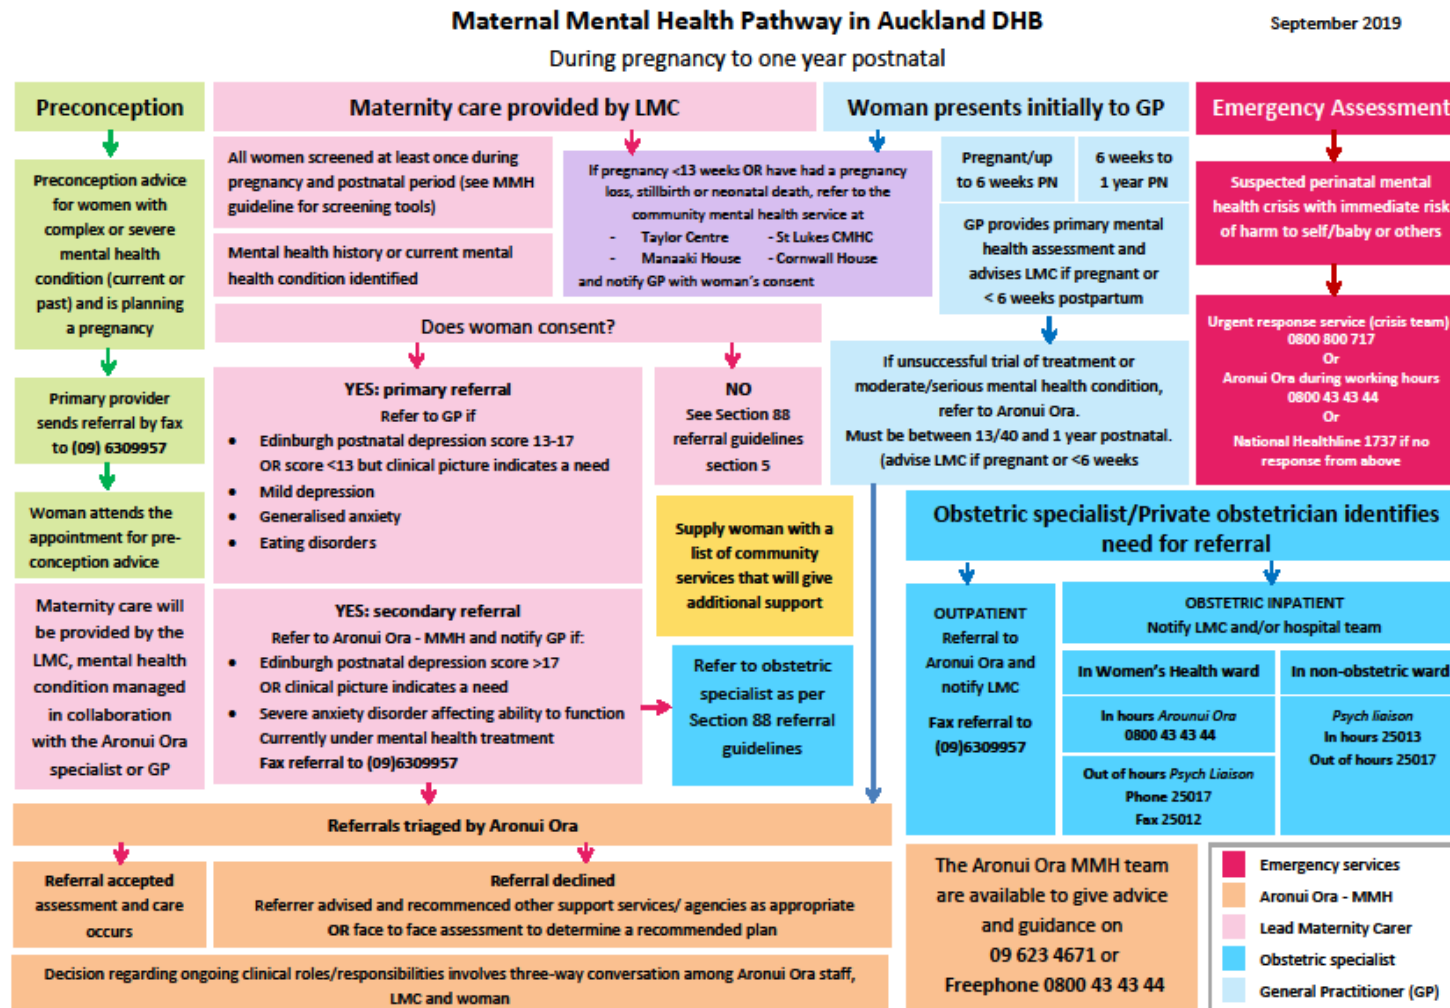 Maternal Mental Health Pathway in Auckland DHB
September 2019
During pregnancy to one year postnatal
Preconception
Preconception advice
for women with
complex or severe
mental health
condition (current or
past) and is planning
a pregnancy
Primary provider
sends referral by fax
to (09) 6309957
Woman attends the
appointment for pre-
conception advice
Maternity care will
be provided by the
LMC, mental health
condition managed
in collaboration
with the Aronui Ora
specialist or GP
Maternity care provided by LMC
All women screened at least once during
pregnancy and postnatal period (see MMH
guideline for screening tools)
Mental health history or current mental
health condition identified
If pregnancy <13 weeks OR have had a pregnancy
loss, stillbirth or neonatal death, refer to the
community mental health service at
- Taylor Centre - St Lukes CMHC
- Manaaki House - Cornwall House
and notify GP with woman's consent
Does woman consent?
YES: primary referral
Refer to GP if
• Edinburgh postnatal depression score 13-17
OR score <13 but clinical picture indicates a need
• Mild depression
• Generalised anxiety
• Eating disorders
NO
See Section 88
referral guidelines
section 5
Supply woman with a
list of community
services that will give
additional support
YES: secondary referral
Refer to Aronui Ora - MMH and notify GP if:
• Edinburgh postnatal depression score >17
OR clinical picture indicates a need
• Severe anxiety disorder affecting ability to function
Currently under mental health treatment
Fax referral to (09)6309957
Refer to obstetric
specialist as per
Section 88 referral
guidelines
Woman presents initially to GP
Pregnant/up
to 6 weeks PN
6 weeks to
1 year PN
GP provides primary mental
health assessment and
advises LMC if pregnant or
< 6 weeks postpartum
If unsuccessful trial of treatment or
moderate/serious mental health condition,
refer to Aronui Ora.
Must be between 13/40 and 1 year postnatal.
(advise LMC if pregnant or <6 weeks
Emergency Assessment
Suspected perinatal mental
health crisis with immediate risk
of harm to self/baby or others
Urgent response service (crisis team)
0800 800 717
Or
Aronui Ora during working hours
0800 43 43 44
Or
National Healthline 1737 if no
response from above
Obstetric specialist/Private obstetrician identifies
need for referral
OUTPATIENT
Referral to
Aronui Ora and
notify LMC
Fax referral to
(09)6309957
OBSTETRIC INPATIENT
Notify LMC and/or hospital team
In Women's Health ward
In hours Arounui Ora
0800 43 43 44
Out of hours Psych Liaison
Phone 25017
Fax 25012
In non-obstetric ward
Psych liaison
In hours 25013
Out of hours 25017
Referrals triaged by Aronui Ora
Referral accepted
assessment and care
occurs
Referral declined
Referrer advised and recommenced other support services/ agencies as appropriate
OR face to face assessment to determine a recommended plan
Decision regarding ongoing clinical roles/responsibilities involves three-way conversation among Aronui Ora staff,
LMC and woman
The Aronui Ora MMH team
are available to give advice
and guidance on
09 623 4671 or
Freephone 0800 43 43 44
Emergency services
Aronui Ora - MMH
Lead Maternity Carer
Obstetric specialist
General Practitioner (GP)